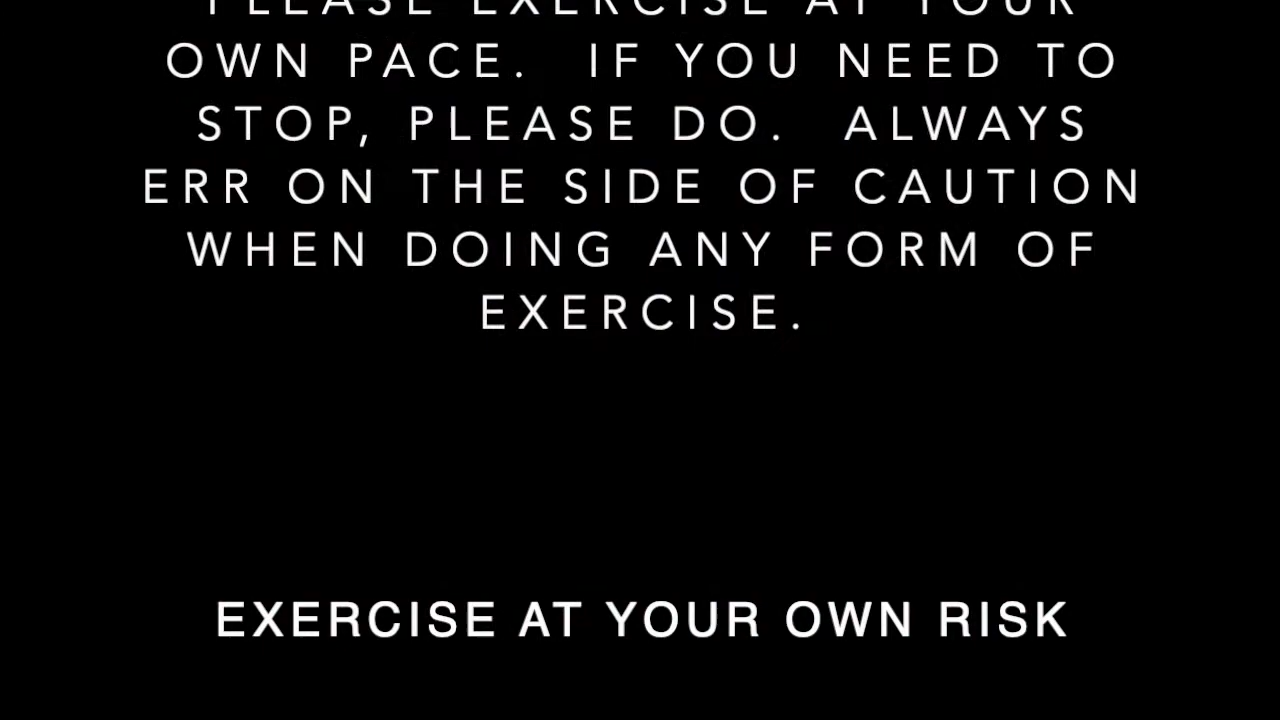 PLEASE EXERCISE AT YOUR
OWN PACE.  IF YOU NEED TO
STOP, PLEASE DO.  ALWAYS
ERR ON THE SIDE OF CAUTION
WHEN DOING ANY FORM OF
EXERCISE.
EXERCISE AT YOUR OWN RISK